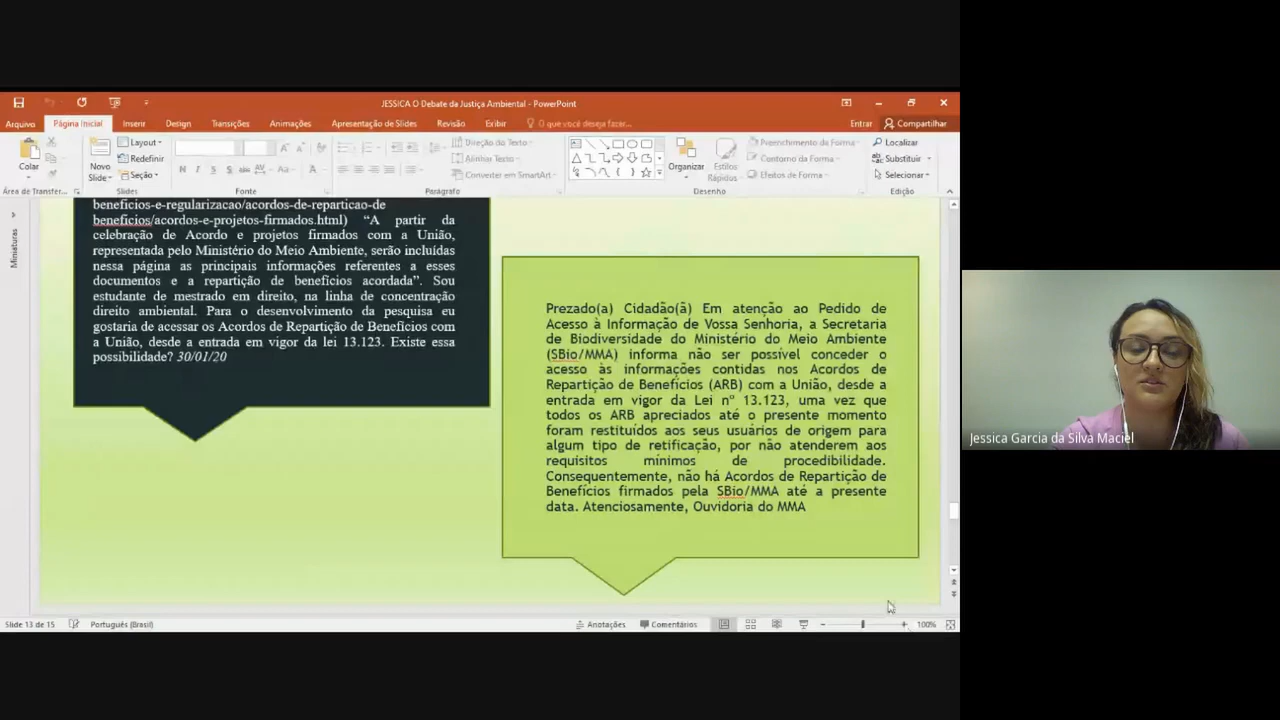 JESSICA O Debate da Justiça Ambiental - PowerPoint
Arquivo
Página Inicial
Inserir
Design
Transições
Animações
Apresentação de Slides
Revisão
Exibir
O que você deseja fazer...
Entrar
Compartilhar
Colar
Novo
Slide
Layout
Redefinir
Seção
Direção do Texto
Alinhar Texto
Converter em SmartArt
Organizar
Estilos
Rápidos
Preenchimento da Forma
Contorno da Forma
Efeitos de Forma
Localizar
Substituir
Selecionar
Área de Transfer...
Slides
Fonte
Parágrafo
Desenho
Edição
Miniaturas
beneficios-e-regularizacao/acordos-de-reparticao-de
beneficios/acordos-e-projetos-firmados.html) “A partir da
celebração de Acordo e projetos firmados com a União,
representada pelo Ministério do Meio Ambiente, serão incluídas
nessa página as principais informações referentes a esses
documentos e a repartição de benefícios acordada”. Sou
estudante de mestrado em direito, na linha de concentração
direito ambiental. Para o desenvolvimento da pesquisa eu
gostaria de acessar os Acordos de Repartição de Benefícios com
a União, desde a entrada em vigor da lei 13.123. Existe essa
possibilidade? 30/01/20
Prezado(a) Cidadão(ã) Em atenção ao Pedido de
Acesso à Informação de Vossa Senhoria, a Secretaria
de Biodiversidade do Ministério do Meio Ambiente
(SBio/MMA) informa não ser possível conceder o
acesso às informações contidas nos Acordos de
Repartição de Benefícios (ARB) com a União, desde a
entrada em vigor da Lei nº 13.123, uma vez que
todos os ARB apreciados até o presente momento
foram restituídos aos seus usuários de origem para
algum tipo de retificação, por não atenderem aos
requisitos mínimos de procedibilidade.
Consequentemente, não há Acordos de Repartição de
Benefícios firmados pela SBio/MMA até a presente
data. Atenciosamente, Ouvidoria do MMA
Jessica Garcia da Silva Maciel
Slide 13 de 15
Português (Brasil)
Anotações
Comentários
100%